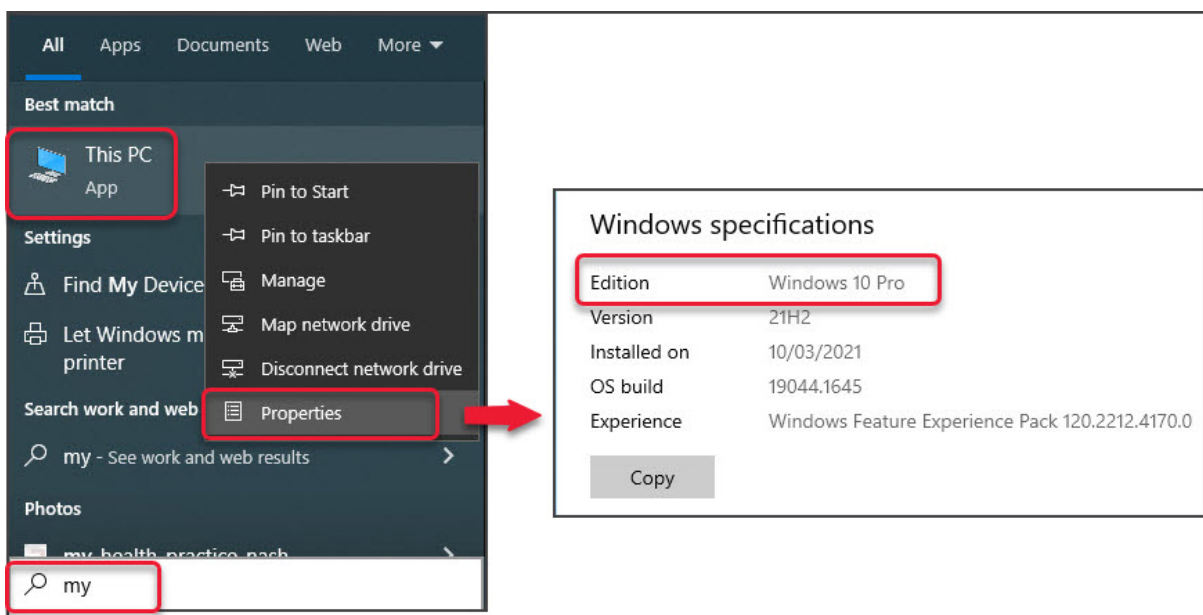 All Apps Documents Web More
Best match
This PC
App
Pin to Start
Pin to taskbar
Settings
Find My Device
Manage
Let Windows m
printer
Map network drive
Disconnect network drive
Search work and web
Properties
my - See work and web results
Photos
my_health_practice_nash
my
Windows specifications
Edition Windows 10 Pro
Version 21H2
Installed on 10/03/2021
OS build 19044.1645
Experience Windows Feature Experience Pack 120.2212.4170.0
Copy